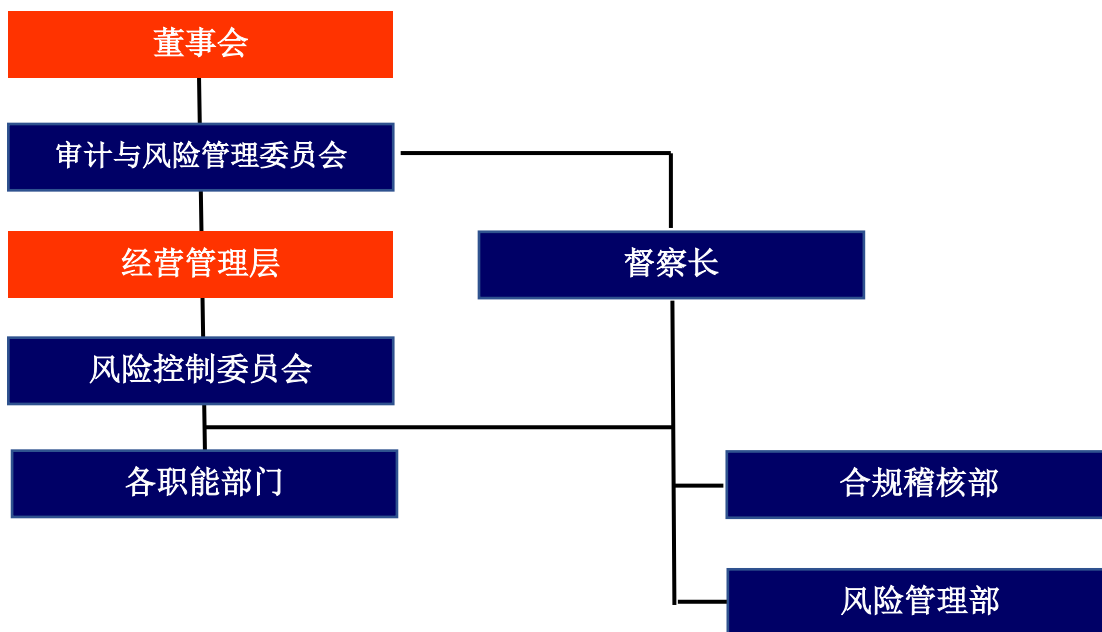 董事会
审计与风险管理委员会
经营管理层
督察长
风险控制委员会
各职能部门
合规稽核部
风险管理部